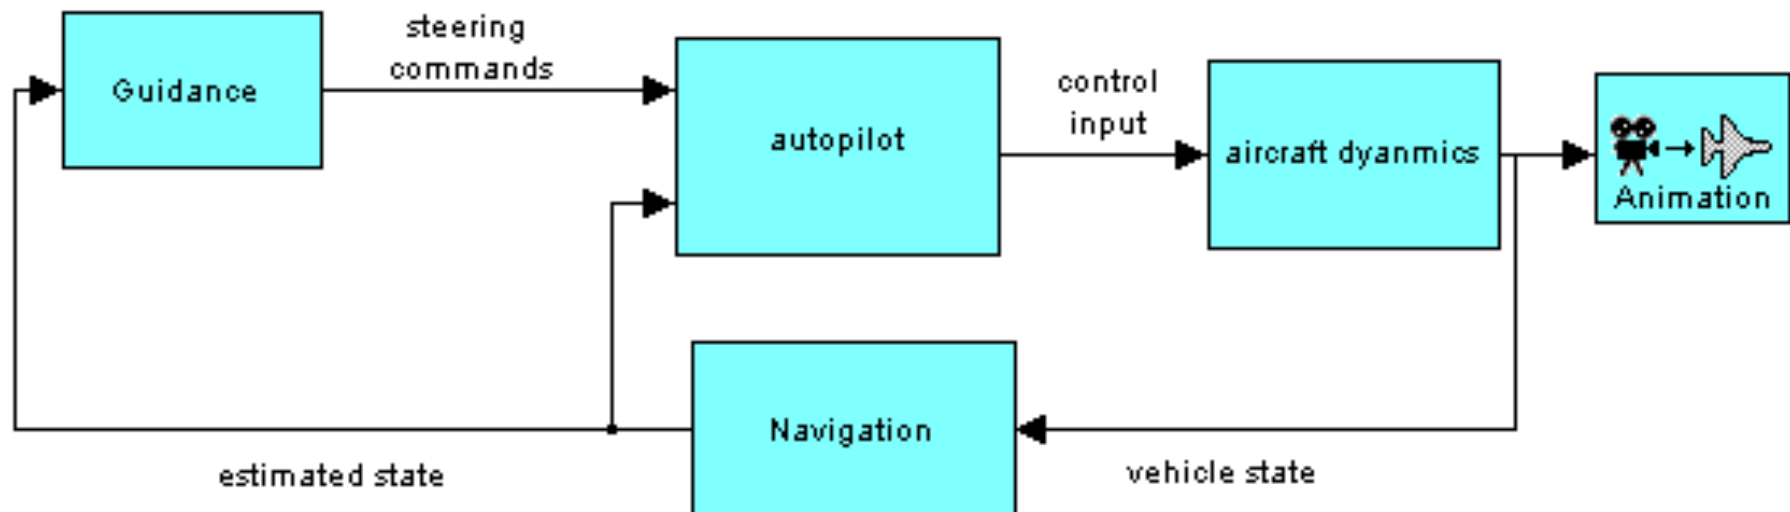 steering
commands
Guidance
autopilot
control
input
aircraft dyanmics
Animation
Navigation
estimated state
vehicle state